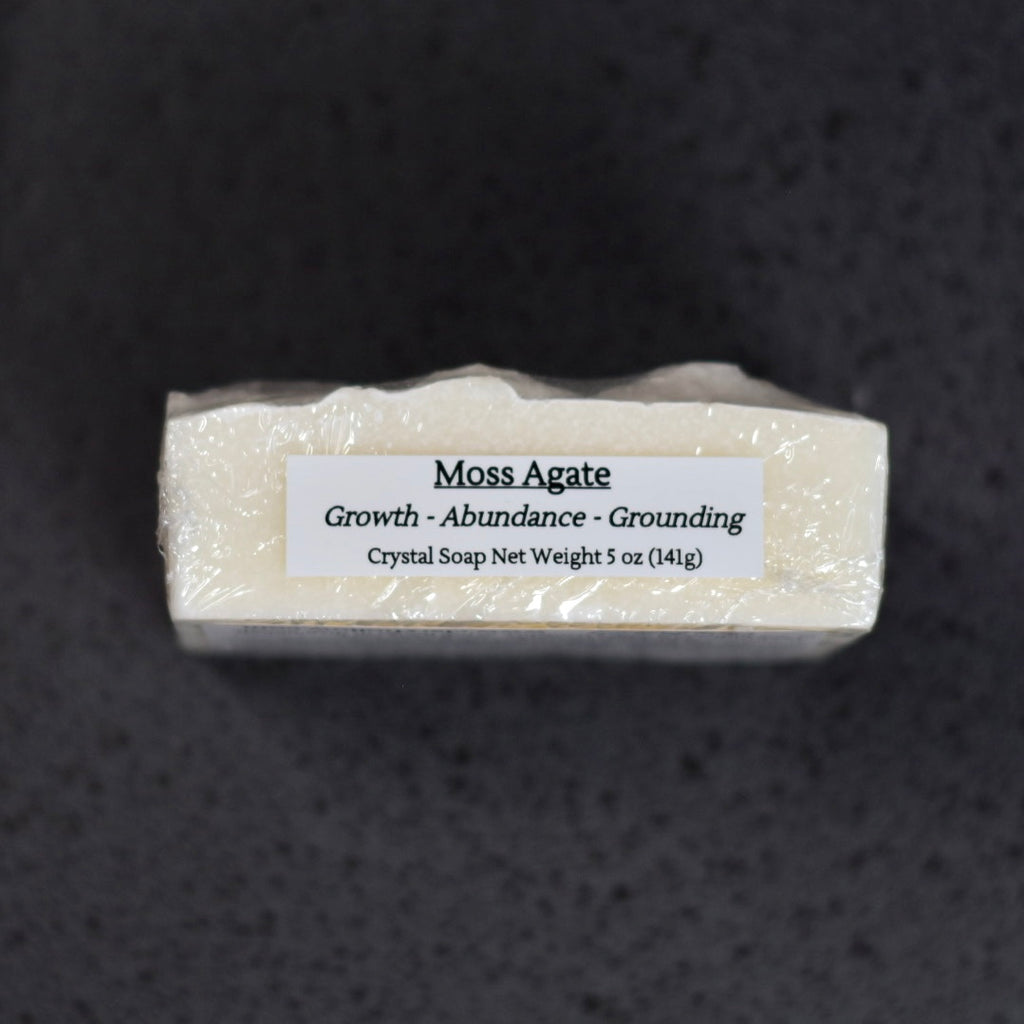 Moss Agate
Growth - Abundance - Grounding
Crystal Soap Net Weight 5 oz (141g)